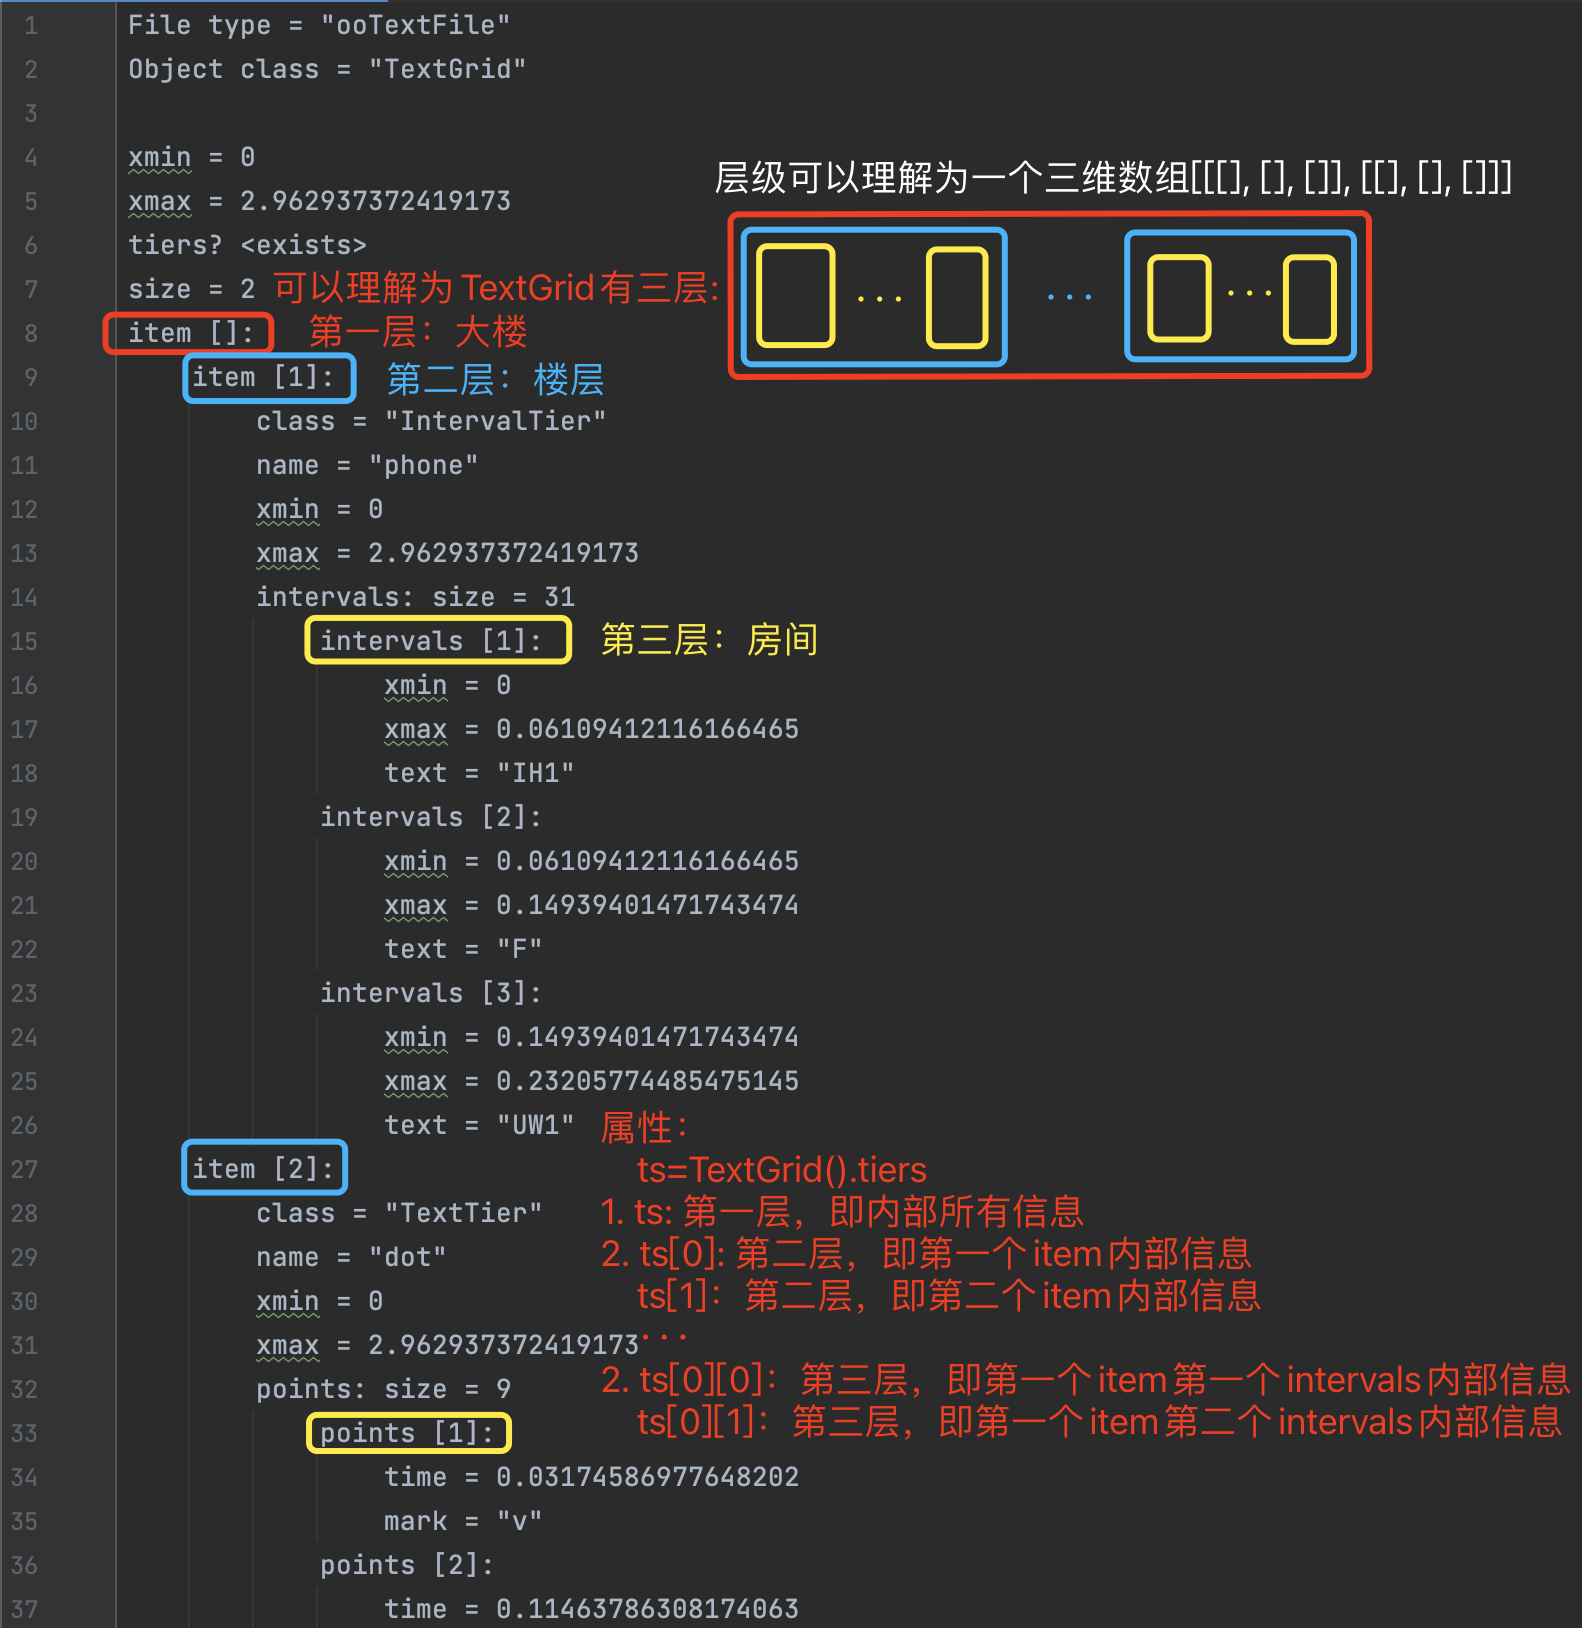 1 File type = "ooTextFile"
2 Object class = "TextGrid"
3
4 xmin = 0
层级可以理解为一个三维数组[[[], [], []], [[], [], []]]
5 xmax = 2.962937372419173
6 tiers? <exists>
7 size = 2 可以理解为TextGrid有三层:
... ... ...
8 item []: 第一层：大楼
9 item [1]: 第二层：楼层
10 class = "IntervalTier"
11 name = "phone"
12 xmin = 0
13 xmax = 2.962937372419173
14 intervals: size = 31
15 intervals [1]: 第三层：房间
16 xmin = 0
17 xmax = 0.06109412116166465
18 text = "IH1"
19 intervals [2]:
20 xmin = 0.06109412116166465
21 xmax = 0.14939401471743474
22 text = "F"
23 intervals [3]:
24 xmin = 0.14939401471743474
25 xmax = 0.23205774485475145
26 text = "UW1" 属性：
27 item [2]: ts=TextGrid().tiers
28 class = "TextTier" 1. ts: 第一层，即内部所有信息
29 name = "dot" 2. ts[0]: 第二层，即第一个item内部信息
30 xmin = 0 ts[1]：第二层，即第二个item内部信息
31 xmax = 2.962937372419173 ...
32 points: size = 9 2. ts[0][0]：第三层，即第一个item第一个intervals内部信息
33 points [1]: ts[0][1]：第三层，即第一个item第二个intervals内部信息
34 time = 0.03174586977648202
35 mark = "v"
36 points [2]:
37 time = 0.11463786308174063